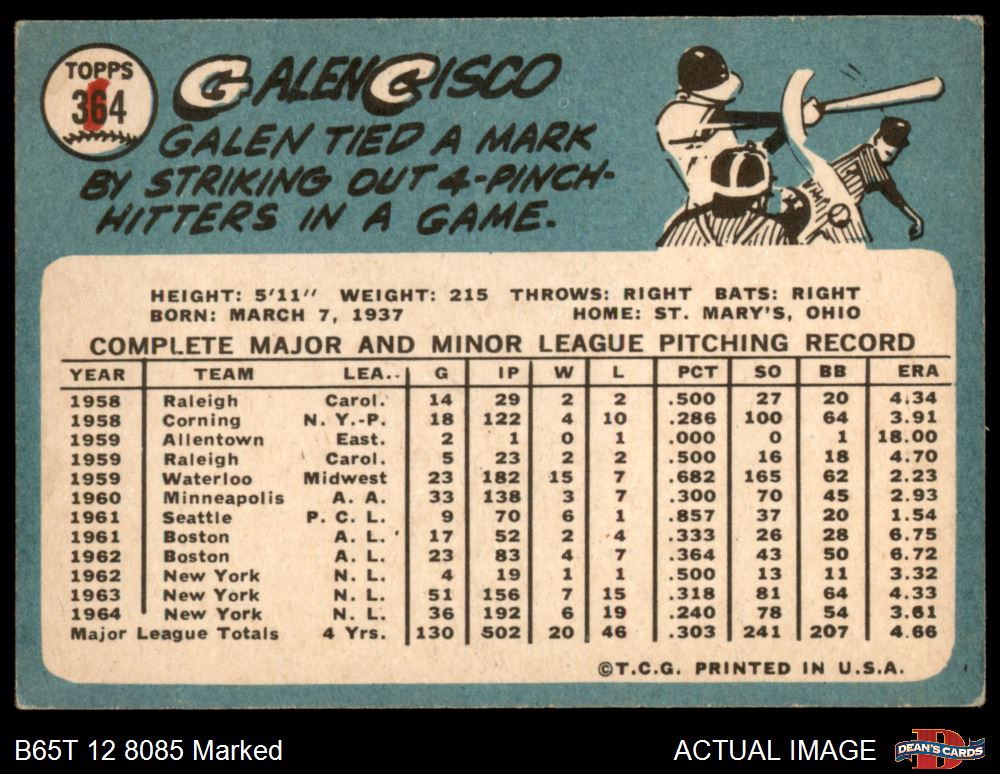 TOPPS
364
GALEN CISCO
GALEN TIED A MARK
BY STRIKING OUT 4-PINCH-
HITTERS IN A GAME.
HEIGHT: 5'11" WEIGHT: 215 THROWS: RIGHT BATS: RIGHT
BORN: MARCH 7, 1937 HOME: ST. MARY'S, OHIO
COMPLETE MAJOR AND MINOR LEAGUE PITCHING RECORD
YEAR TEAM LEA. G IP W L PCT SO BB ERA
1958 Raleigh Carol. 14 29 2 2 .500 27 20 4.34
1958 Corning N. Y.-P. 18 122 4 10 .286 100 64 3.91
1959 Allentown East. 2 1 0 1 .000 0 1 18.00
1959 Raleigh Carol. 5 23 2 2 .500 16 18 4.70
1959 Waterloo Midwest 23 182 15 7 .682 165 62 2.23
1960 Minneapolis A. A. 33 138 3 7 .300 70 45 2.93
1961 Seattle P. C. L. 9 70 6 1 .857 37 20 1.54
1961 Boston A. L. 17 52 2 4 .333 26 28 6.75
1962 Boston A. L. 23 83 4 7 .364 43 50 6.72
1962 New York N. L. 4 19 1 1 .500 13 11 3.32
1963 New York N. L. 51 156 7 15 .318 81 64 4.33
1964 New York N. L. 36 192 6 19 .240 78 54 3.61
Major League Totals 4 Yrs. 130 502 20 46 .303 241 207 4.66
©T.C.G. PRINTED IN U.S.A.
B65T 12 8085 Marked ACTUAL IMAGE
DEAN'S CARDS